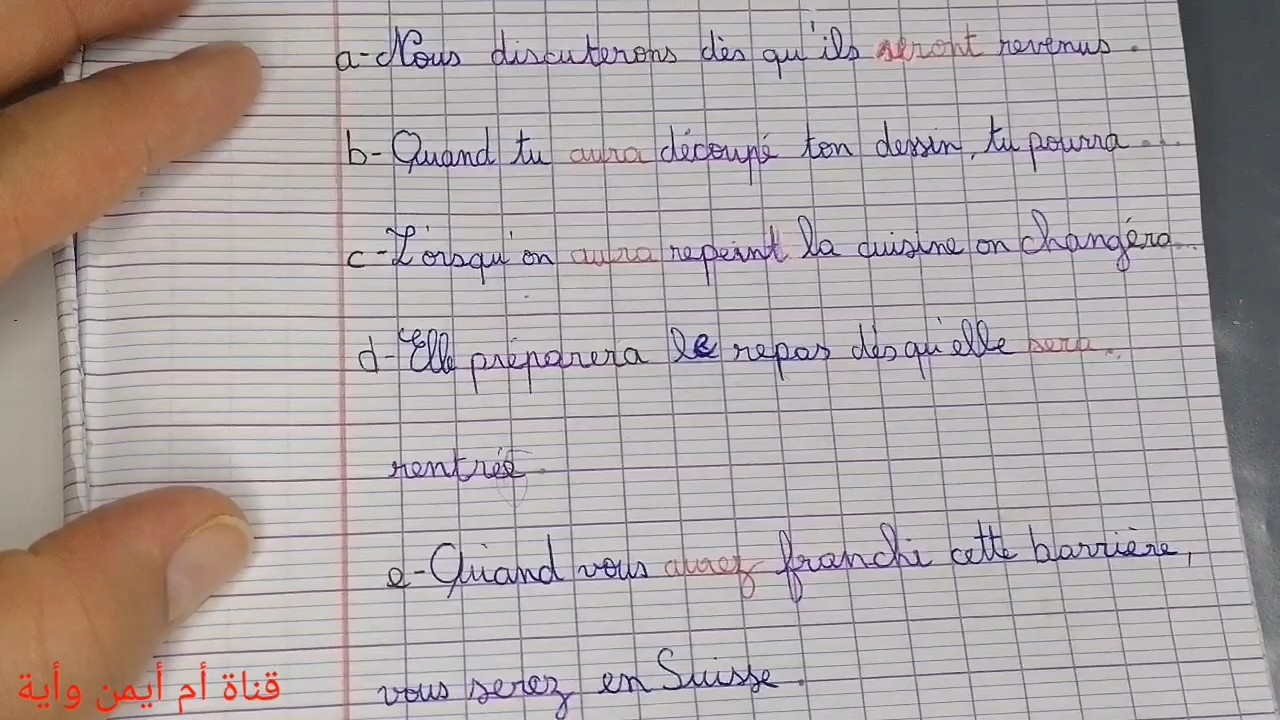 a-Nous discuterons dès qu'ils seront revenus.
b-Quand tu aura découpé ton dessin, tu pourra...
c-Lorsqu'on aura repeint la cuisine on changéra...
d-Elle préparera le repas dès qu'elle sera..
rentrée.
e-Quand vous aurez franchi cette barrière,
vous serez en Suisse.
قناة أم أيمن وأية